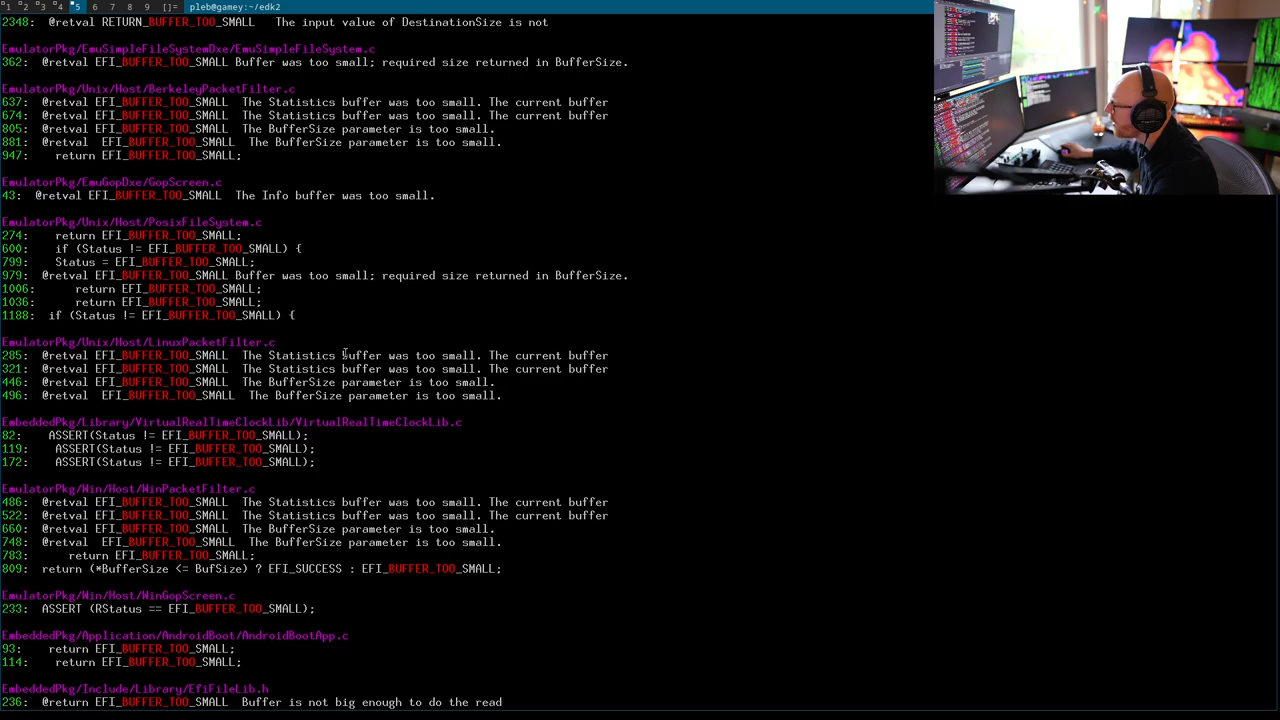 1 2 3 4 5 6 7 8 9 []= pleb@gamey:~/edk2
2348: @retval RETURN_BUFFER_TOO_SMALL The input value of DestinationSize is not
EmulatorPkg/EmuSimpleFileSystemDxe/EmuSimpleFileSystem.c
362: @retval EFI_BUFFER_TOO_SMALL Buffer was too small; required size returned in BufferSize.
EmulatorPkg/Unix/Host/BerkeleyPacketFilter.c
637: @retval EFI_BUFFER_TOO_SMALL The Statistics buffer was too small. The current buffer
674: @retval EFI_BUFFER_TOO_SMALL The Statistics buffer was too small. The current buffer
805: @retval EFI_BUFFER_TOO_SMALL The BufferSize parameter is too small.
881: @retval EFI_BUFFER_TOO_SMALL The BufferSize parameter is too small.
947: return EFI_BUFFER_TOO_SMALL;
EmulatorPkg/EmuGopDxe/GopScreen.c
43: @retval EFI_BUFFER_TOO_SMALL The Info buffer was too small.
EmulatorPkg/Unix/Host/PosixFileSystem.c
274: return EFI_BUFFER_TOO_SMALL;
600: if (Status != EFI_BUFFER_TOO_SMALL) {
799: Status = EFI_BUFFER_TOO_SMALL;
979: @retval EFI_BUFFER_TOO_SMALL Buffer was too small; required size returned in BufferSize.
1006: return EFI_BUFFER_TOO_SMALL;
1036: return EFI_BUFFER_TOO_SMALL;
1188: if (Status != EFI_BUFFER_TOO_SMALL) {
EmulatorPkg/Unix/Host/LinuxPacketFilter.c
285: @retval EFI_BUFFER_TOO_SMALL The Statistics buffer was too small. The current buffer
321: @retval EFI_BUFFER_TOO_SMALL The Statistics buffer was too small. The current buffer
446: @retval EFI_BUFFER_TOO_SMALL The BufferSize parameter is too small.
496: @retval EFI_BUFFER_TOO_SMALL The BufferSize parameter is too small.
EmbeddedPkg/Library/VirtualRealTimeClockLib/VirtualRealTimeClockLib.c
82: ASSERT(Status != EFI_BUFFER_TOO_SMALL);
119: ASSERT(Status != EFI_BUFFER_TOO_SMALL);
172: ASSERT(Status != EFI_BUFFER_TOO_SMALL);
EmulatorPkg/Win/Host/WinPacketFilter.c
486: @retval EFI_BUFFER_TOO_SMALL The Statistics buffer was too small. The current buffer
522: @retval EFI_BUFFER_TOO_SMALL The Statistics buffer was too small. The current buffer
660: @retval EFI_BUFFER_TOO_SMALL The BufferSize parameter is too small.
748: @retval EFI_BUFFER_TOO_SMALL The BufferSize parameter is too small.
783: return EFI_BUFFER_TOO_SMALL;
809: return (*BufferSize <= BufSize) ? EFI_SUCCESS : EFI_BUFFER_TOO_SMALL;
EmulatorPkg/Win/Host/WinGopScreen.c
233: ASSERT (RStatus == EFI_BUFFER_TOO_SMALL);
EmbeddedPkg/Application/AndroidBoot/AndroidBootApp.c
93: return EFI_BUFFER_TOO_SMALL;
114: return EFI_BUFFER_TOO_SMALL;
EmbeddedPkg/Include/Library/EfiFileLib.h
236: @return EFI_BUFFER_TOO_SMALL Buffer is not big enough to do the read